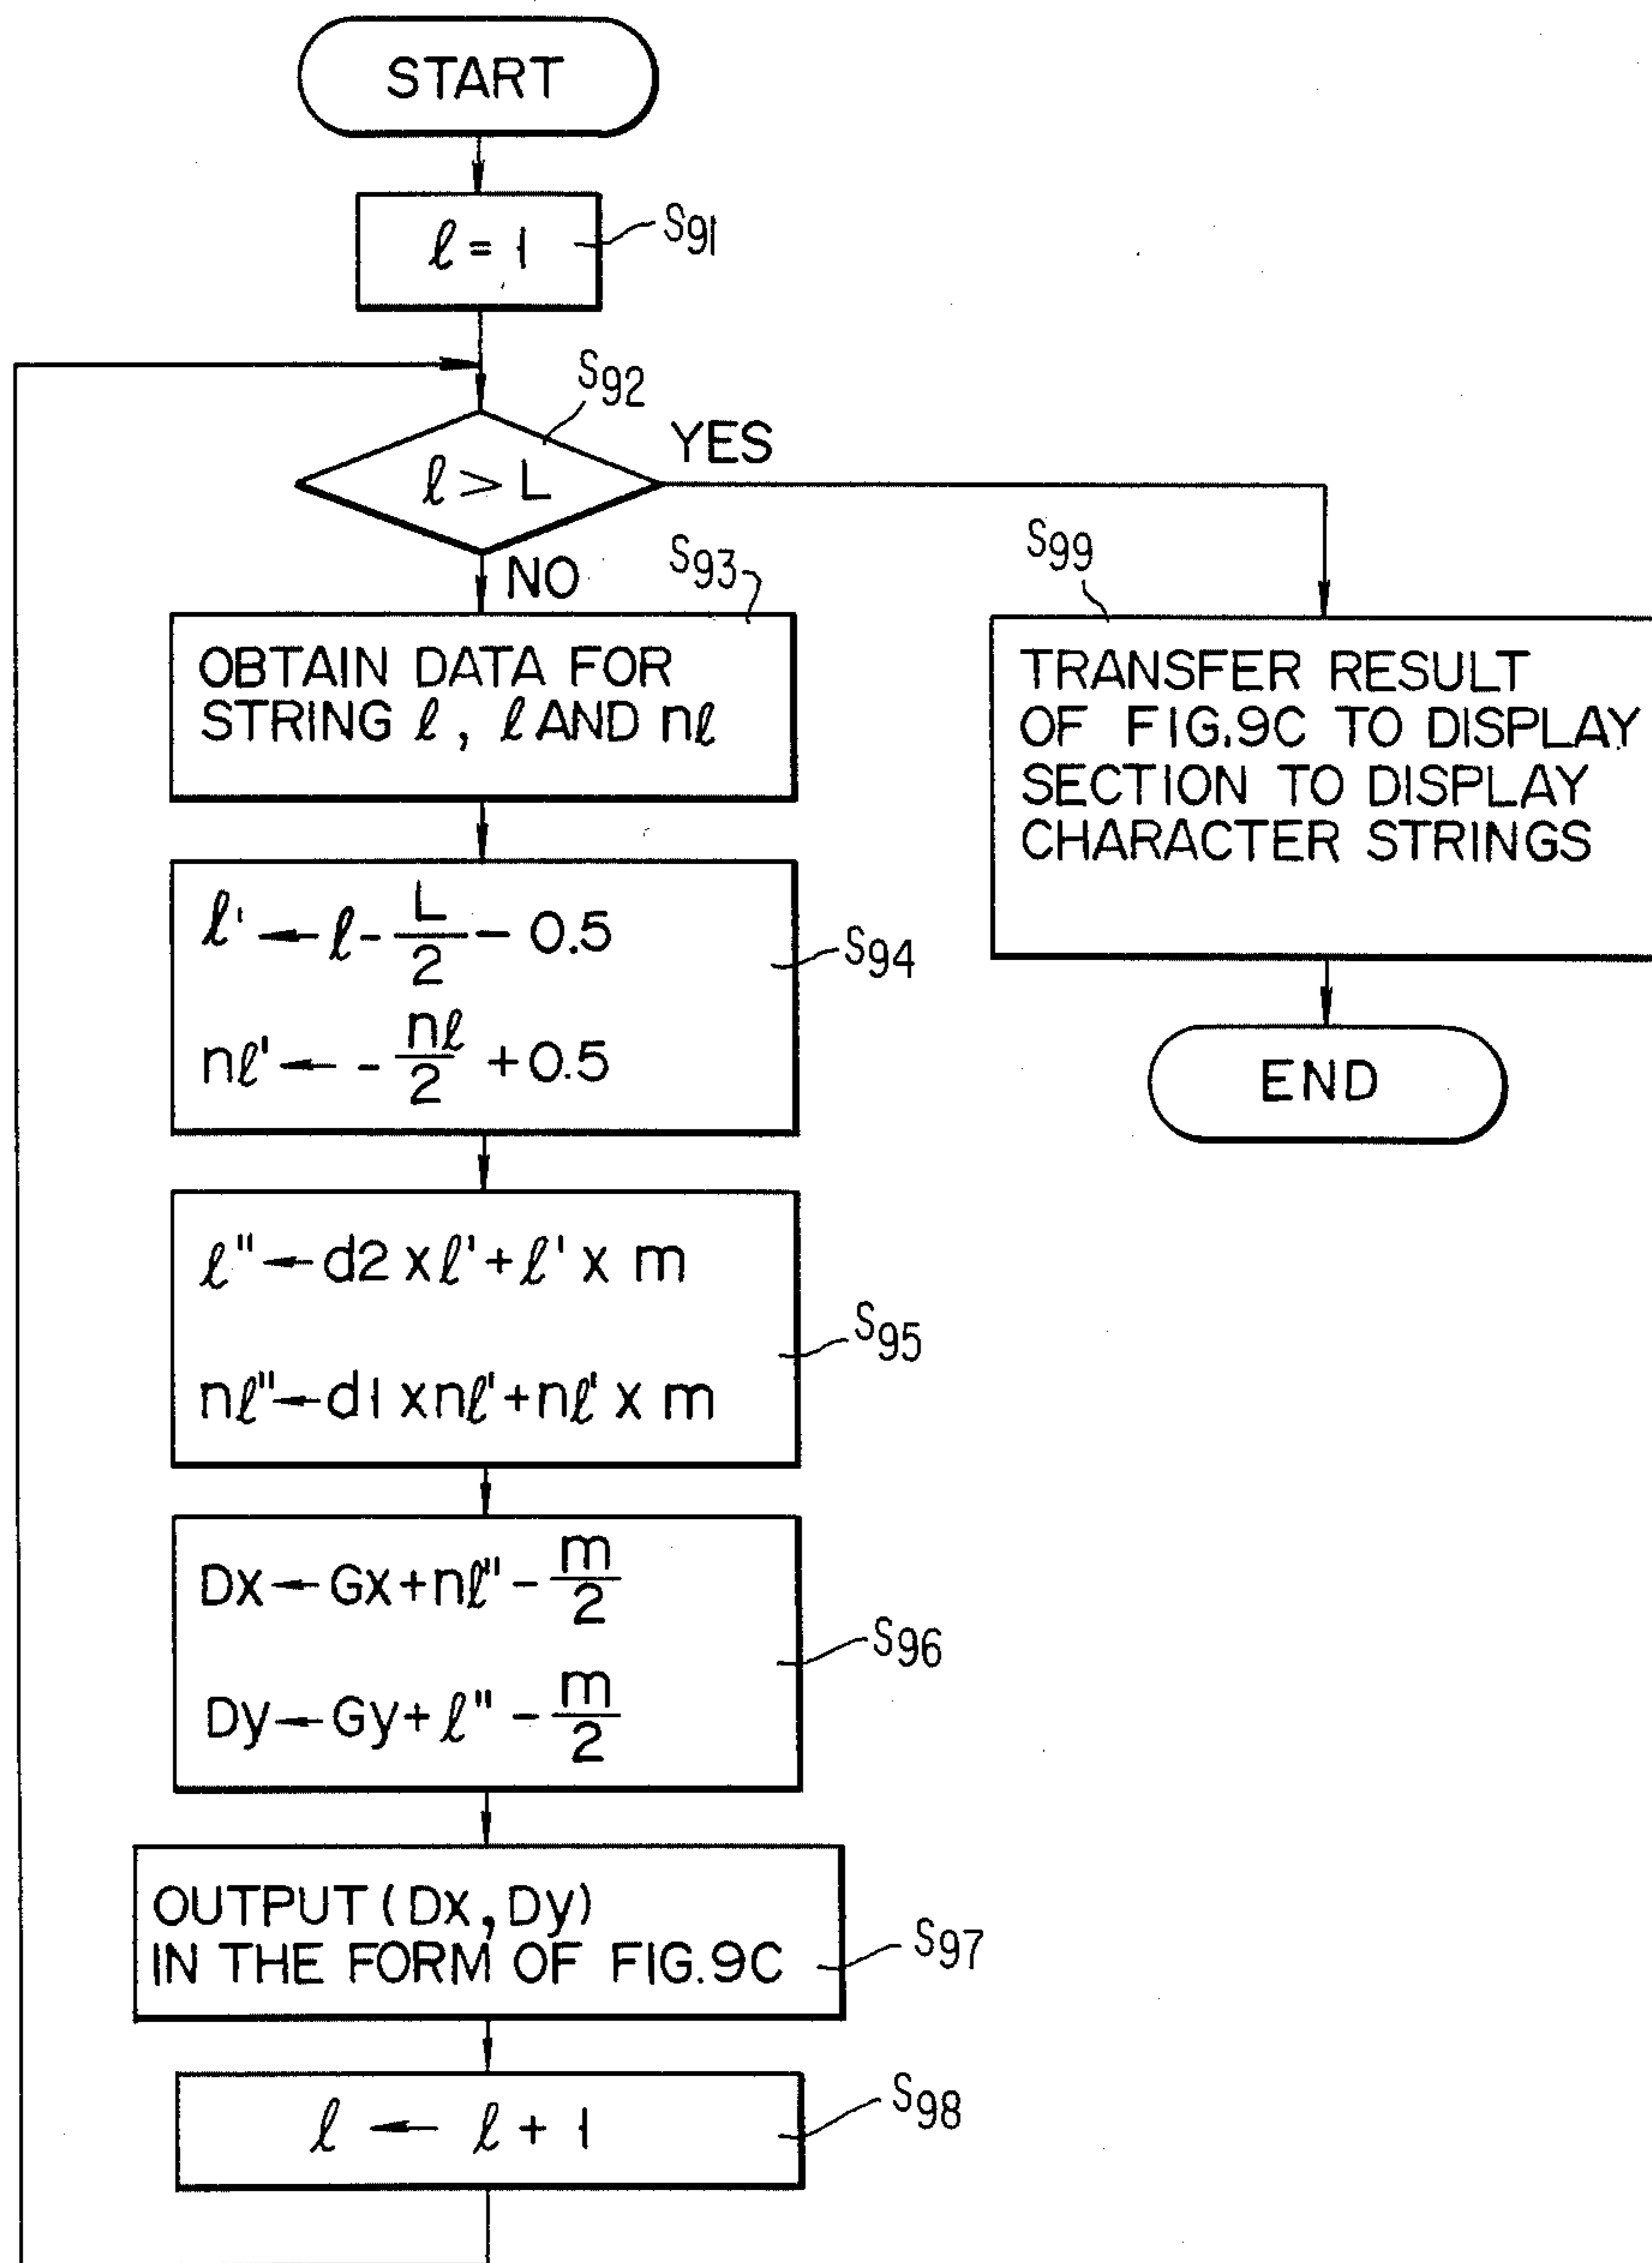 START
ℓ = 1
S91
S92
ℓ > L
YES
NO
S93
OBTAIN DATA FOR
STRING ℓ, ℓ AND nℓ
S99
TRANSFER RESULT
OF FIG.9C TO DISPLAY
SECTION TO DISPLAY
CHARACTER STRINGS
END
ℓ' ← ℓ - L/2 - 0.5
nℓ' ← - nℓ/2 + 0.5
S94
ℓ" ← d2 x ℓ' + ℓ' x m
nℓ" ← d1 x nℓ' + nℓ' x m
S95
Dx ← Gx + nℓ" - m/2
Dy ← Gy + ℓ" - m/2
S96
OUTPUT (Dx, Dy)
IN THE FORM OF FIG.9C
S97
ℓ ← ℓ + 1
S98